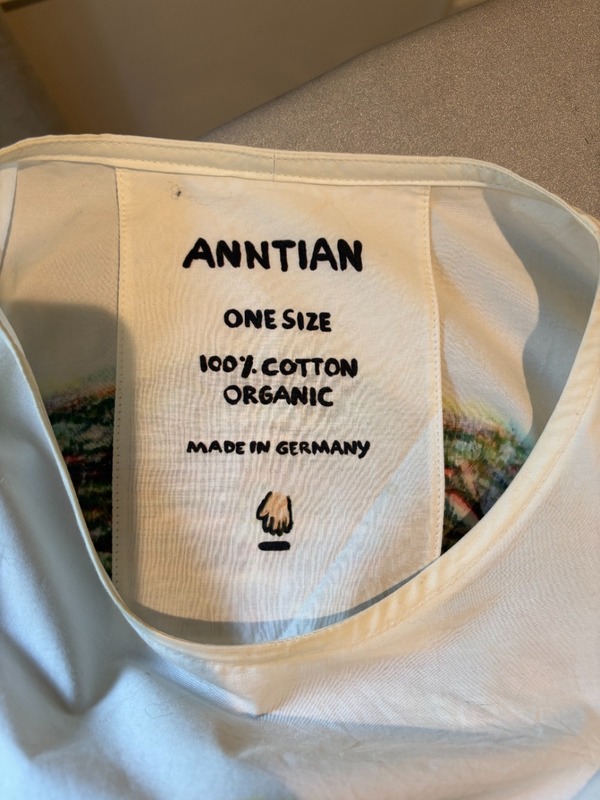 ANNTIAN
ONE SIZE
100% COTTON
ORGANIC
MADE IN GERMANY